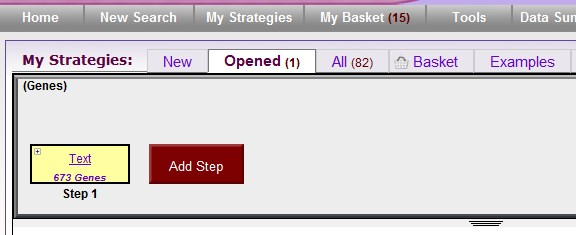 Home New Search My Strategies My Basket (15) Tools Data Sum
My Strategies: New Opened (1) All (82) Basket Examples
(Genes)
Text
673 Genes
Add Step
Step 1